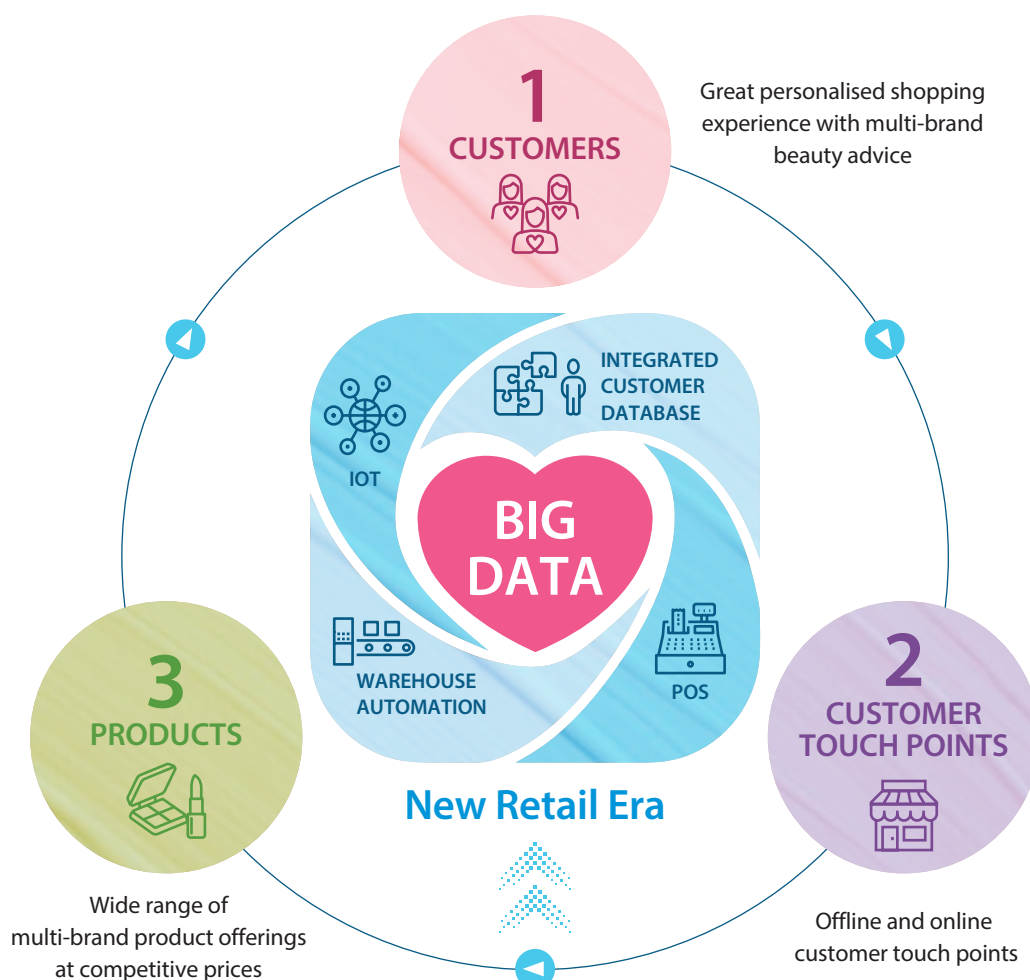 1
CUSTOMERS
Great personalised shopping
experience with multi-brand
beauty advice
INTEGRATED
CUSTOMER
DATABASE
IOT
BIG
DATA
WAREHOUSE
AUTOMATION
POS
3
PRODUCTS
2
CUSTOMER
TOUCH POINTS
New Retail Era
Wide range of
multi-brand product offerings
at competitive prices
Offline and online
customer touch points